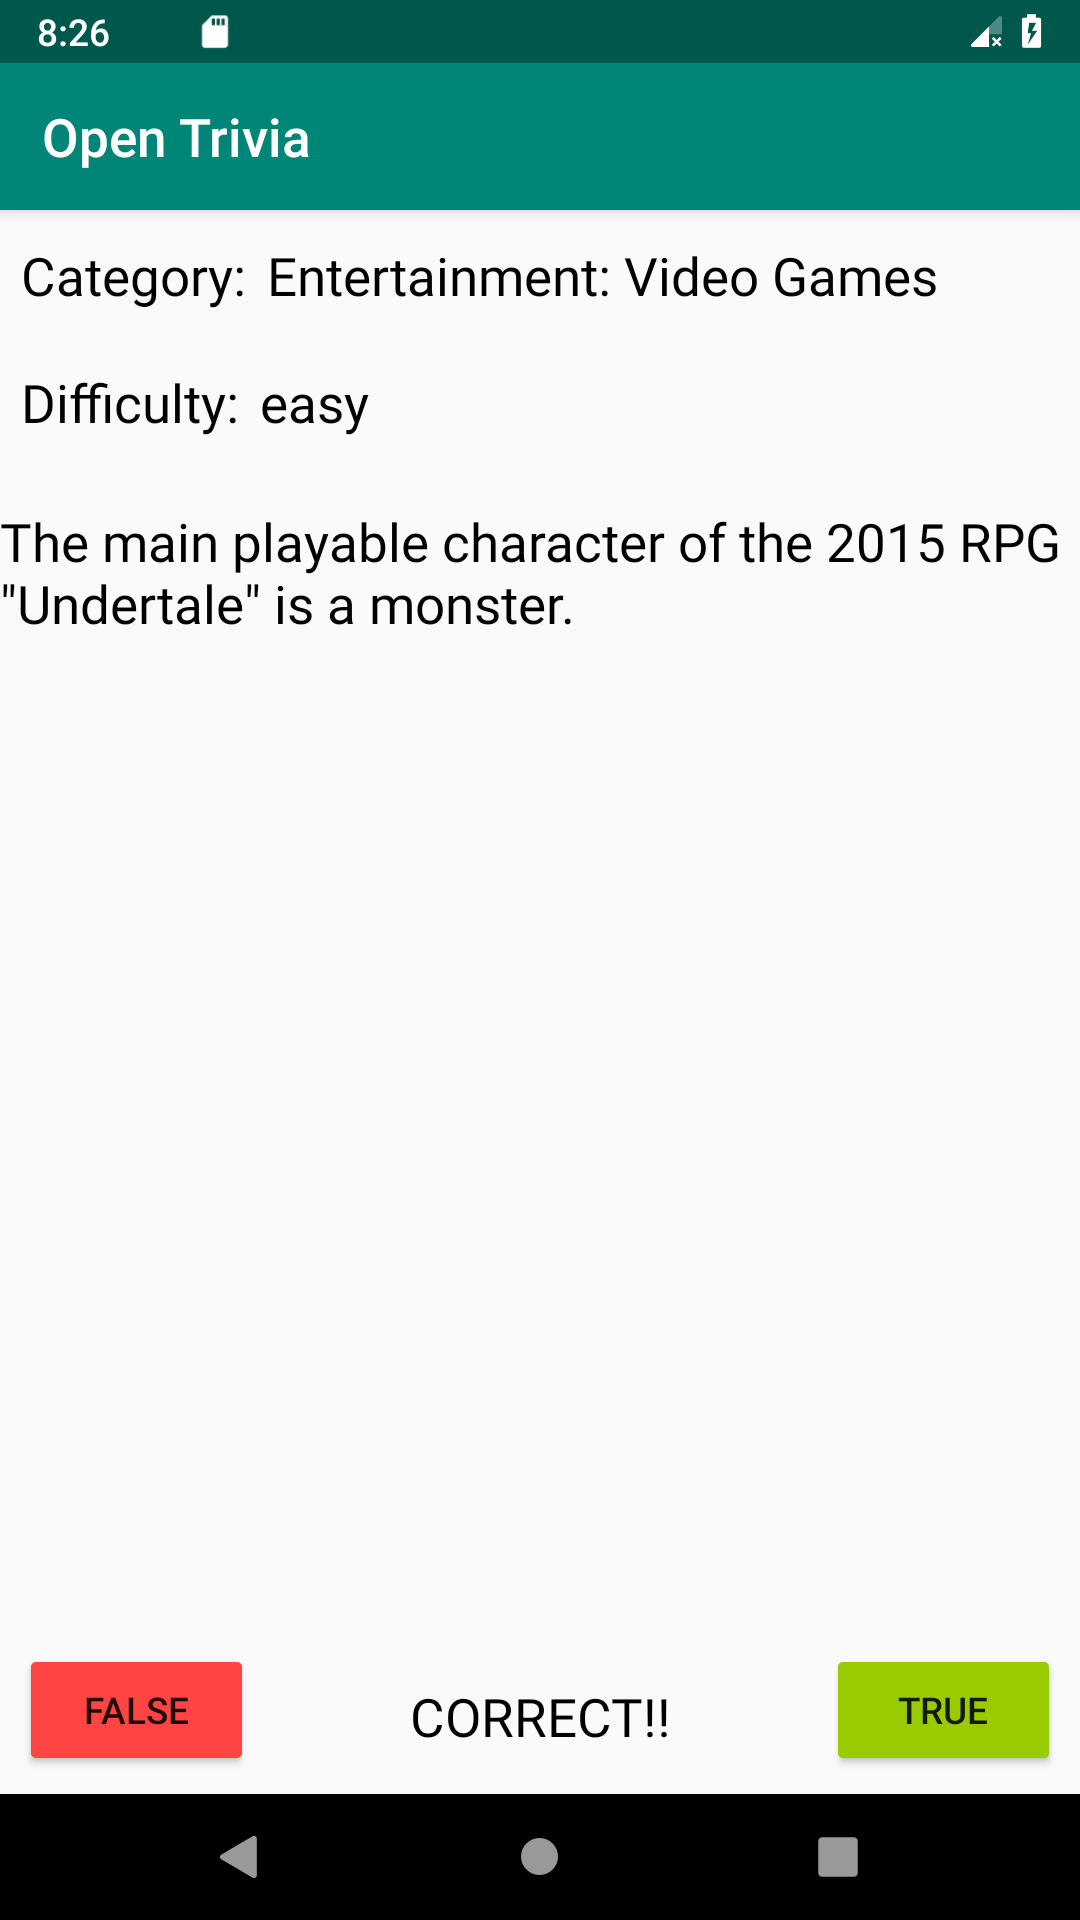 8:26
Open Trivia
Category: Entertainment: Video Games
Difficulty: easy
The main playable character of the 2015 RPG
"Undertale" is a monster.
FALSE
CORRECT!!
TRUE